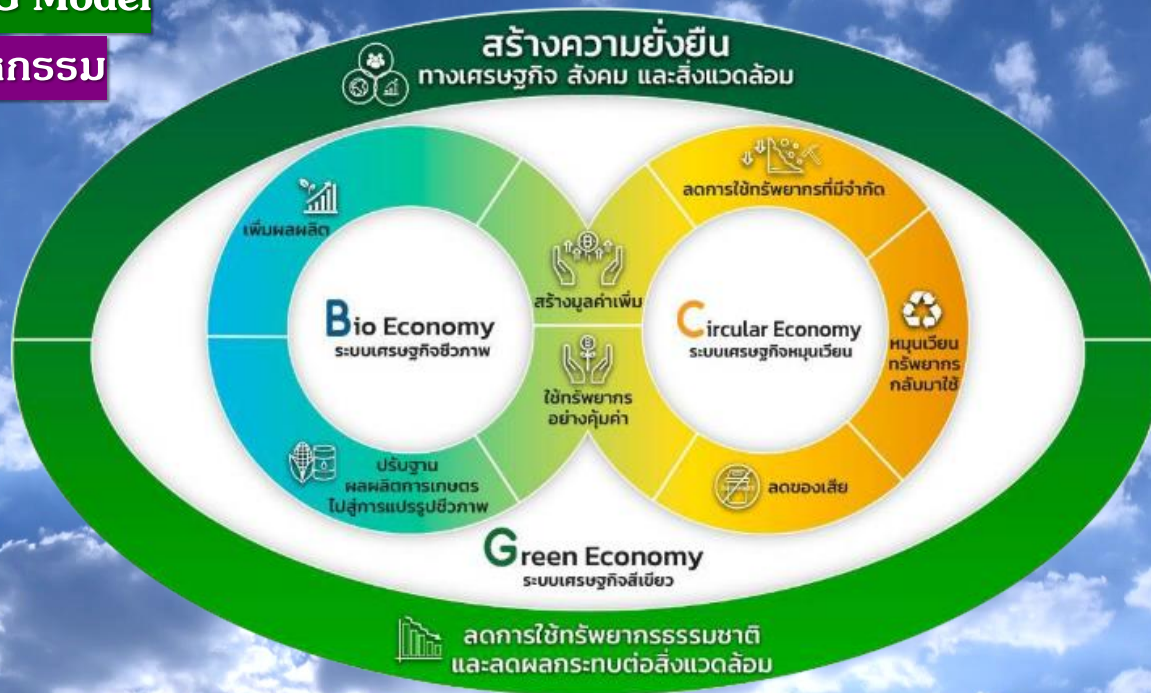 G Model
หกรรม
สร้างความยั่งยืน
ทางเศรษฐกิจ สังคม และสิ่งแวดล้อม
เพิ่มผลผลิต
สร้างมูลค่าเพิ่ม
ลดการใช้ทรัพยากรที่มีจำกัด
Bio Economy
ระบบเศรษฐกิจชีวภาพ
Circular Economy
ระบบเศรษฐกิจหมุนเวียน
หมุนเวียน
ทรัพยากร
กลับมาใช้
ใช้ทรัพยากร
อย่างคุ้มค่า
ปรับฐาน
ผลผลิตการเกษตร
ไปสู่การแปรรูปชีวภาพ
ลดของเสีย
Green Economy
ระบบเศรษฐกิจสีเขียว
ลดการใช้ทรัพยากรธรรมชาติ
และลดผลกระทบต่อสิ่งแวดล้อม